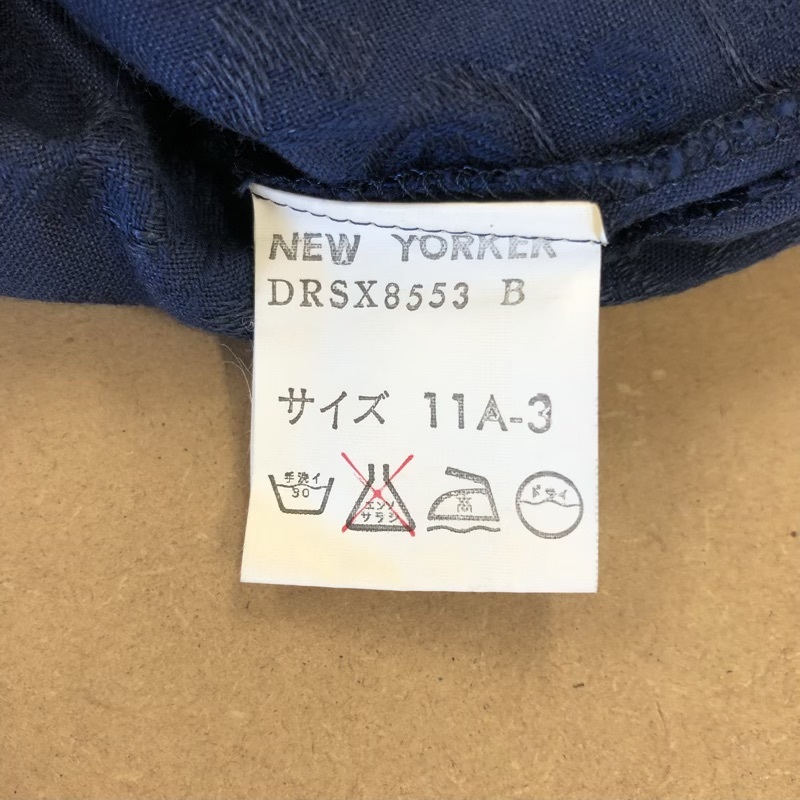 NEW YORKER
DRSX8553 B
サイズ 11A-3
手洗イ
30
エンソ
サラシ
高
ドライ